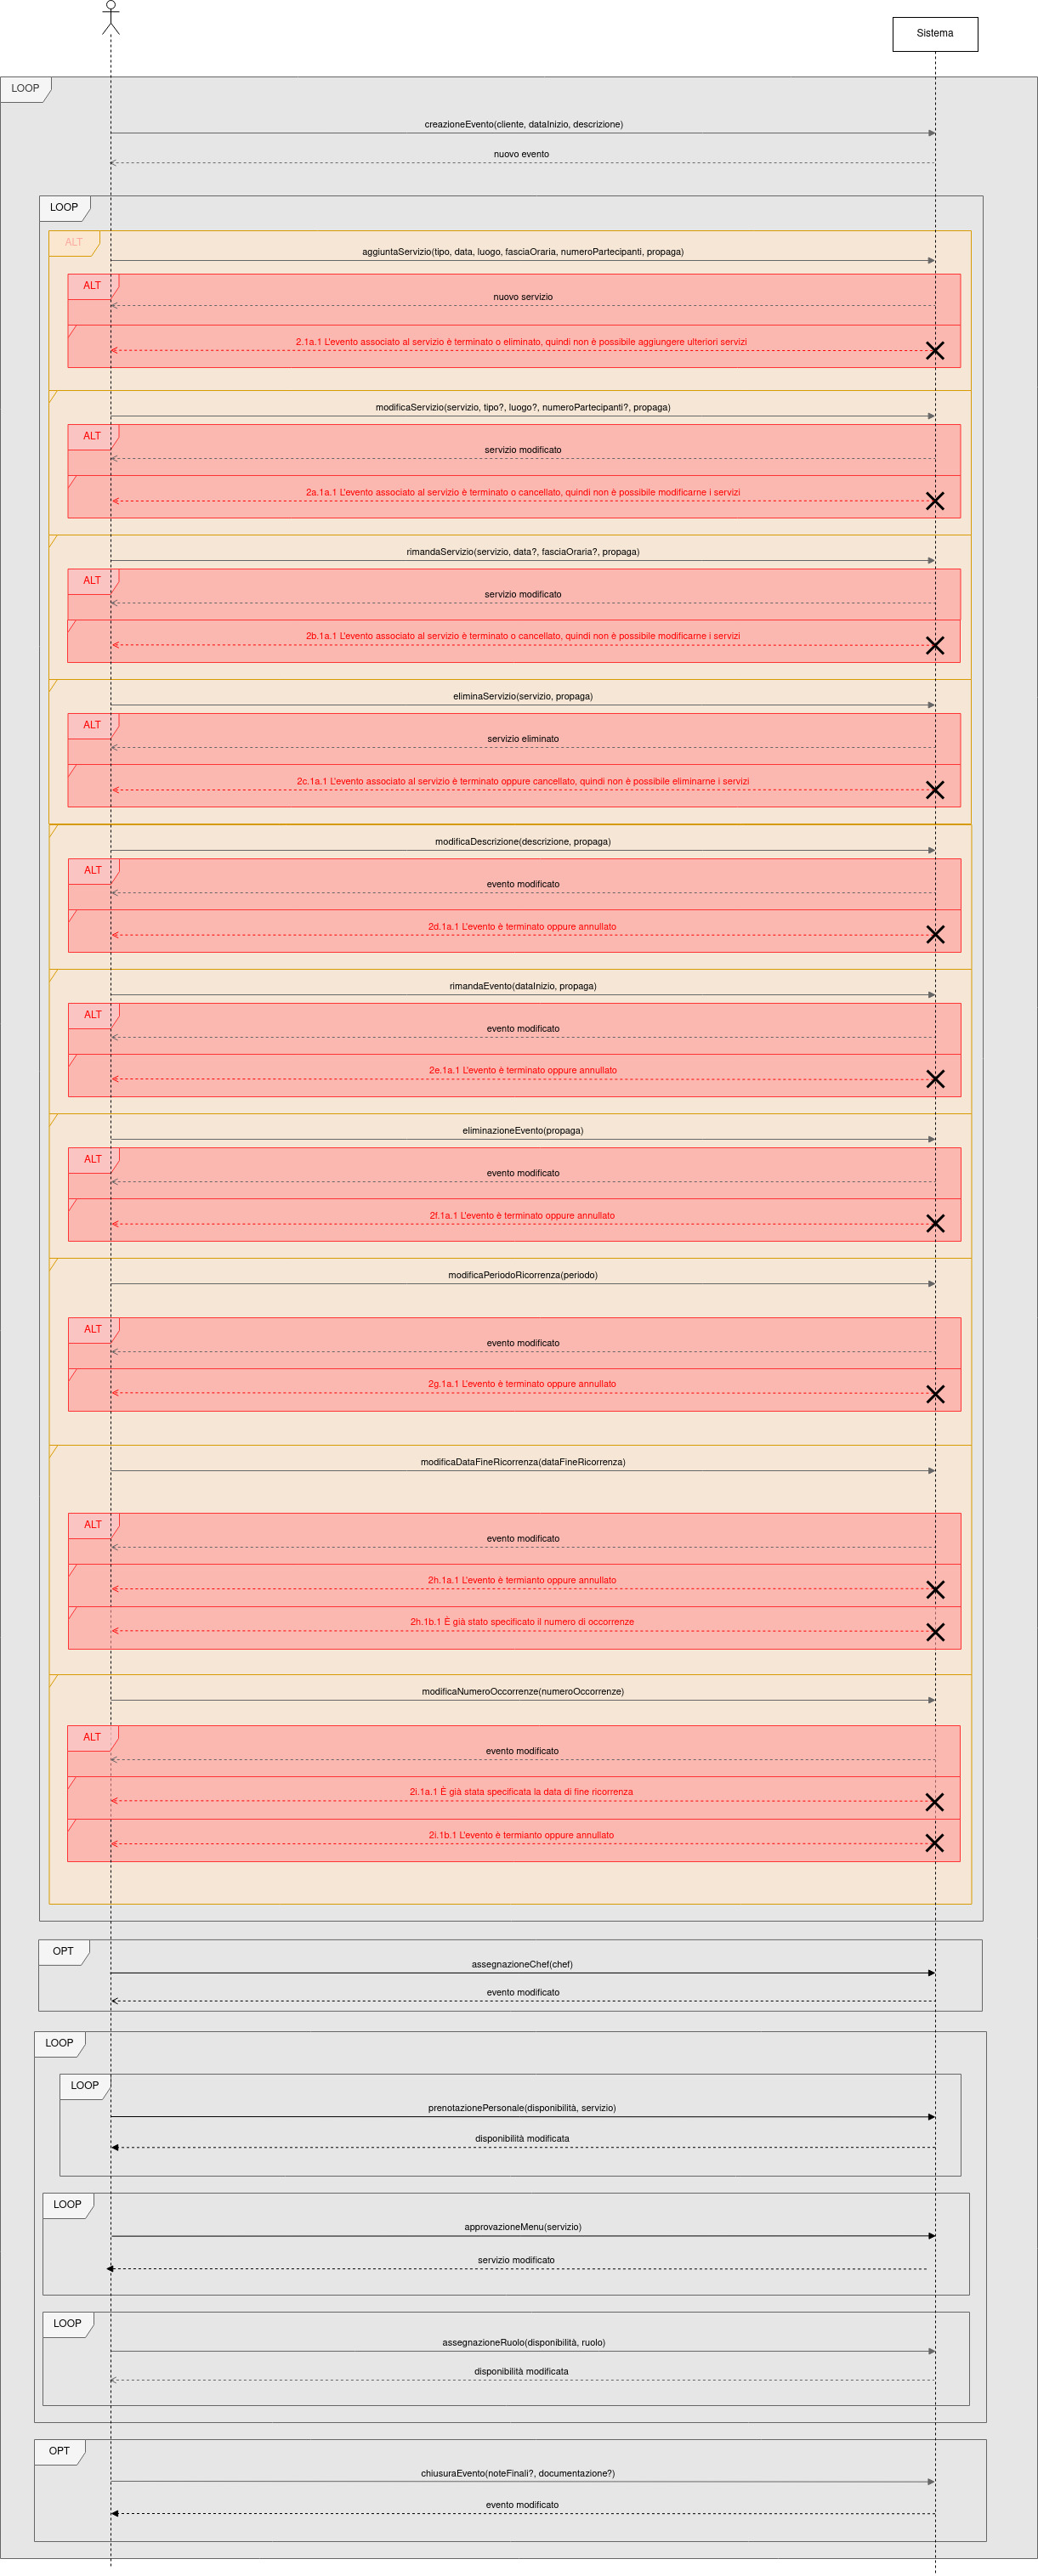 Sistema
LOOP
creazioneEvento(cliente, dataInizio, descrizione)
nuovo evento
LOOP
ALT
aggiuntaServizio(tipo, data, luogo, fasciaOraria, numeroPartecipanti, propaga)
ALT
nuovo servizio
2.1a.1 L'evento associato al servizio è terminato o eliminato, quindi non è possibile aggiungere ulteriori servizi
modificaServizio(servizio, tipo?, luogo?, numeroPartecipanti?, propaga)
ALT
servizio modificato
2a.1a.1 L'evento associato al servizio è terminato o cancellato, quindi non è possibile modificarne i servizi
rimandaServizio(servizio, data?, fasciaOraria?, propaga)
ALT
servizio modificato
2b.1a.1 L'evento associato al servizio è terminato o cancellato, quindi non è possibile modificarne i servizi
eliminaServizio(servizio, propaga)
ALT
servizio eliminato
2c.1a.1 L'evento associato al servizio è terminato oppure cancellato, quindi non è possibile eliminarne i servizi
modificaDescrizione(descrizione, propaga)
ALT
evento modificato
2d.1a.1 L'evento è terminato oppure annullato
rimandaEvento(dataInizio, propaga)
ALT
evento modificato
2e.1a.1 L'evento è terminato oppure annullato
eliminazioneEvento(propaga)
ALT
evento modificato
2f.1a.1 L'evento è terminato oppure annullato
modificaPeriodoRicorrenza(periodo)
ALT
evento modificato
2g.1a.1 L'evento è terminato oppure annullato
modificaDataFineRicorrenza(dataFineRicorrenza)
ALT
evento modificato
2h.1a.1 L'evento è termianto oppure annullato
2h.1b.1 È già stato specificato il numero di occorrenze
modificaNumeroOccorrenze(numeroOccorrenze)
ALT
evento modificato
2i.1a.1 È già stata specificata la data di fine ricorrenza
2i.1b.1 L'evento è termianto oppure annullato
OPT
assegnazioneChef(chef)
evento modificato
LOOP
LOOP
prenotazionePersonale(disponibilità, servizio)
disponibilità modificata
LOOP
approvazioneMenu(servizio)
servizio modificato
LOOP
assegnazioneRuolo(disponibilità, ruolo)
disponibilità modificata
OPT
chiusuraEvento(noteFinali?, documentazione?)
evento modificato